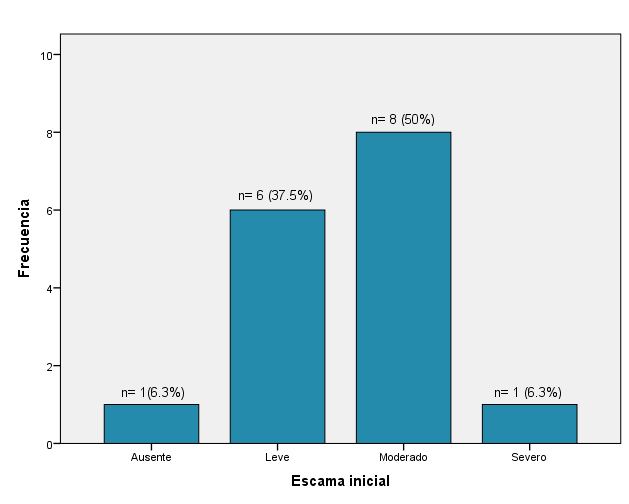 Frecuencia
10
8
6
4
2
0
n= 1(6.3%)
n= 6 (37.5%)
n= 8 (50%)
n= 1 (6.3%)
Ausente
Leve
Moderado
Severo
Escama inicial